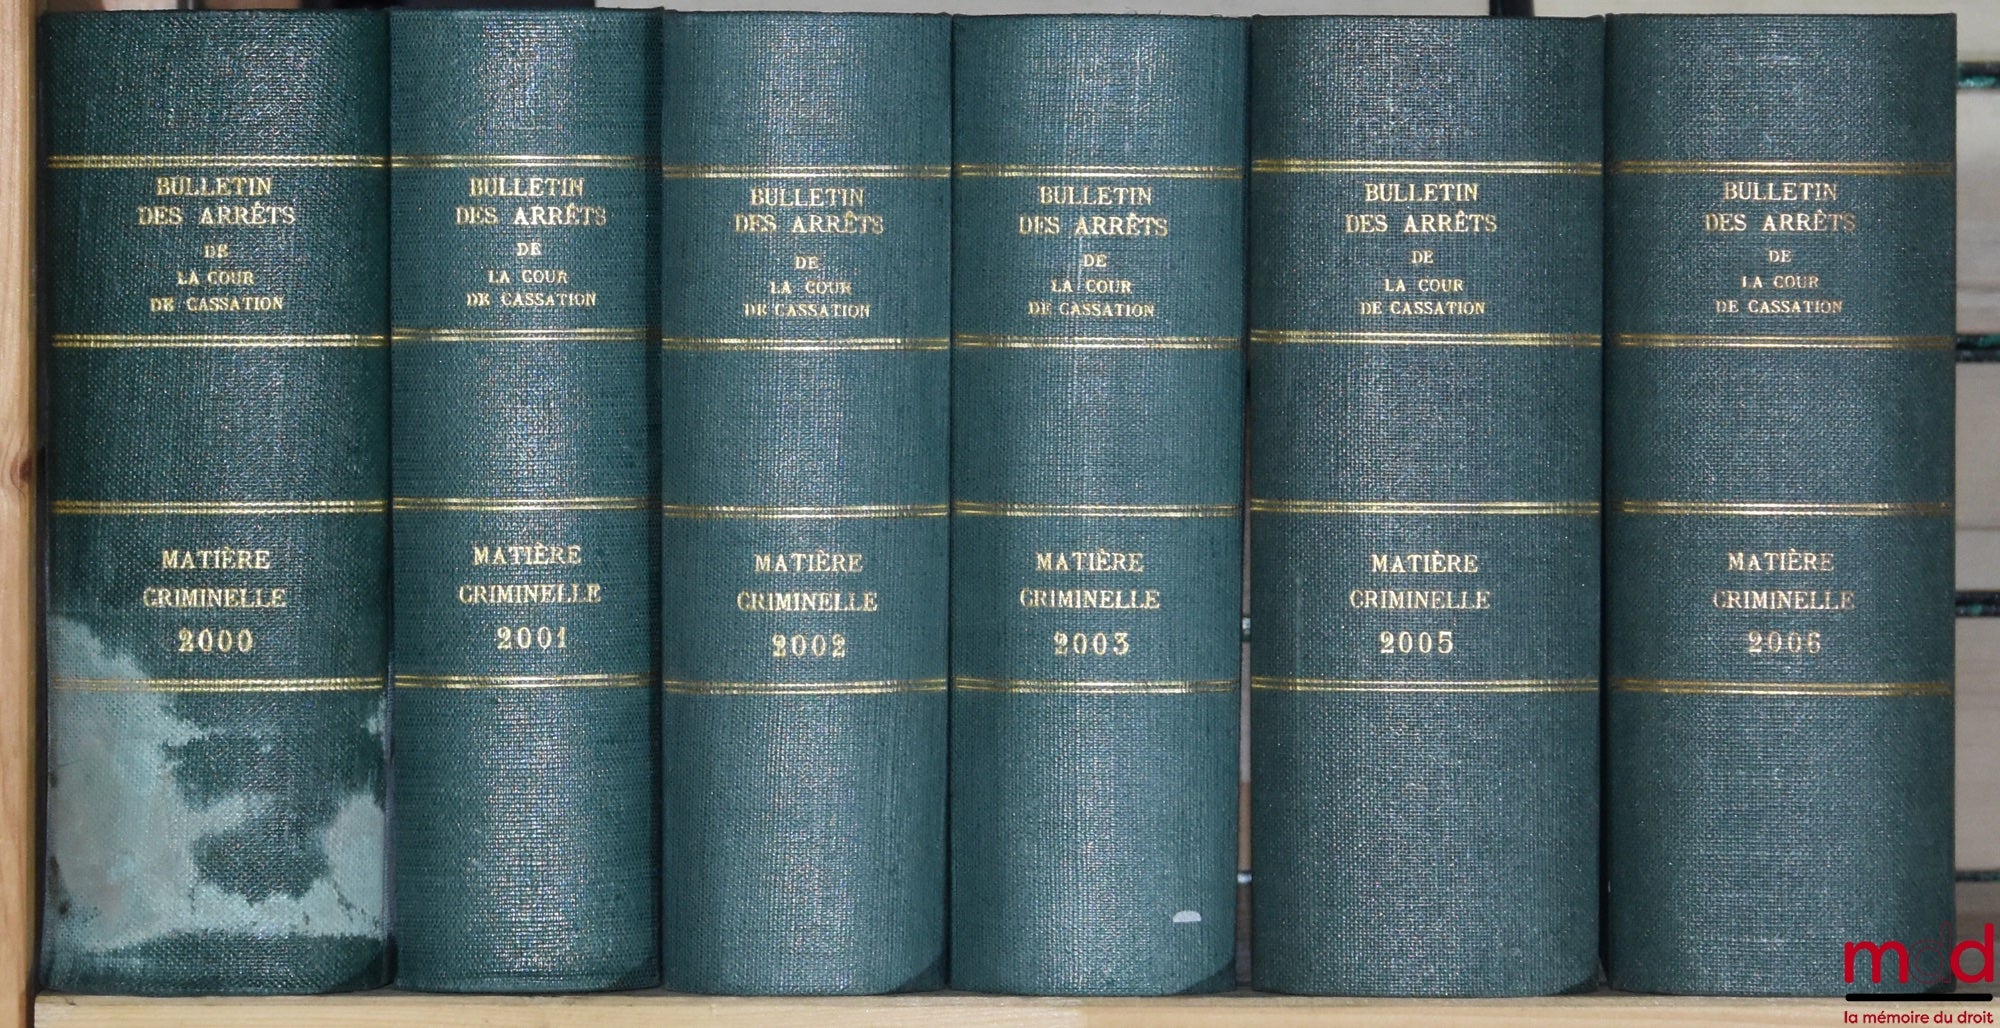 BULLETIN
DES ARRÊTS
DE
LA COUR
DE CASSATION
MATIÈRE
CRIMINELLE
2000
BULLETIN
DES ARRÊTS
DE
LA COUR
DE CASSATION
MATIÈRE
CRIMINELLE
2001
BULLETIN
DES ARRÊTS
DE
LA COUR
DE CASSATION
MATIÈRE
CRIMINELLE
2002
BULLETIN
DES ARRÊTS
DE
LA COUR
DE CASSATION
MATIÈRE
CRIMINELLE
2003
BULLETIN
DES ARRÊTS
DE
LA COUR
DE CASSATION
MATIÈRE
CRIMINELLE
2005
BULLETIN
DES ARRÊTS
DE
LA COUR
DE CASSATION
MATIÈRE
CRIMINELLE
2006
mdd
la mémoire du droit